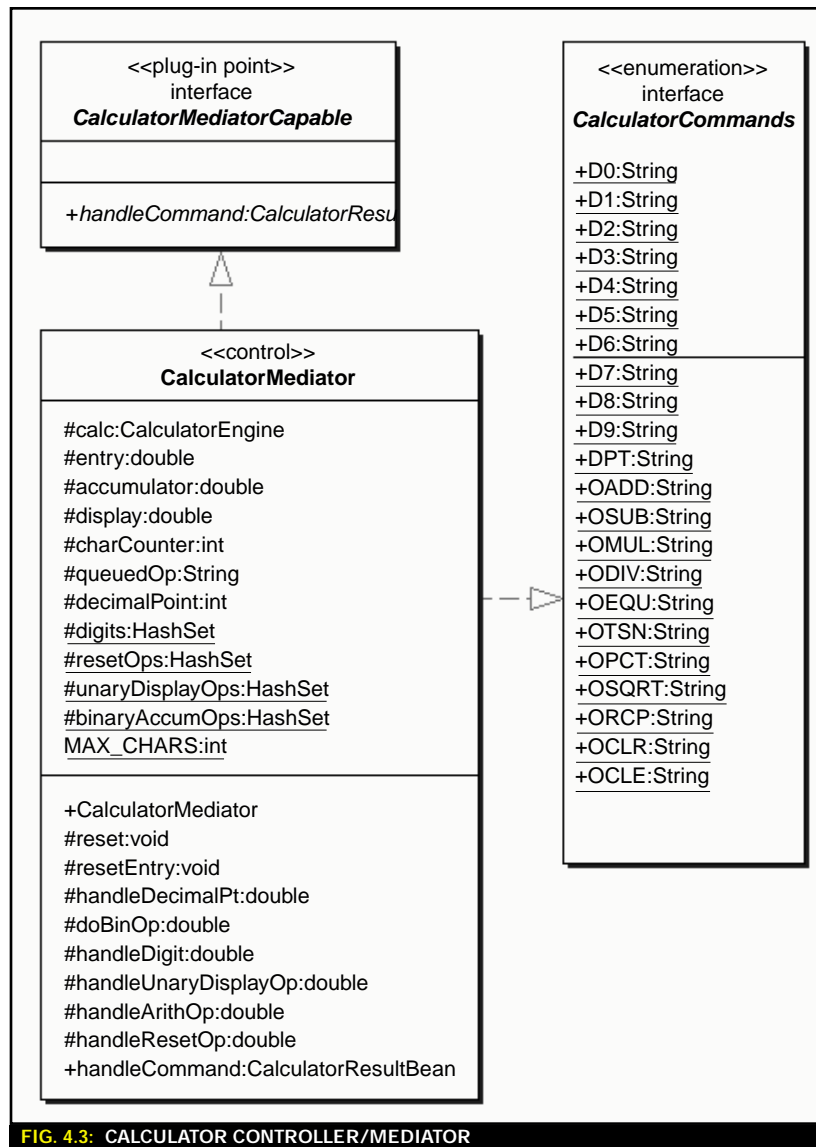 <<plug-in point>>
interface
CalculatorMediatorCapable
+handleCommand:CalculatorResu
<<control>>
CalculatorMediator
#calc:CalculatorEngine
#entry:double
#accumulator:double
#display:double
#charCounter:int
#queuedOp:String
#decimalPoint:int
#digits:HashSet
#resetOps:HashSet
#unaryDisplayOps:HashSet
#binaryAccumOps:HashSet
MAX_CHARS:int
+CalculatorMediator
#reset:void
#resetEntry:void
#handleDecimalPt:double
#doBinOp:double
#handleDigit:double
#handleUnaryDisplayOp:double
#handleArithOp:double
#handleResetOp:double
+handleCommand:CalculatorResultBean
<<enumeration>>
interface
CalculatorCommands
+D0:String
+D1:String
+D2:String
+D3:String
+D4:String
+D5:String
+D6:String
+D7:String
+D8:String
+D9:String
+DPT:String
+OADD:String
+OSUB:String
+OMUL:String
+ODIV:String
+OEQU:String
+OTSN:String
+OPCT:String
+OSQRT:String
+ORCP:String
+OCLR:String
+OCLE:String
FIG. 4.3: CALCULATOR CONTROLLER/MEDIATOR